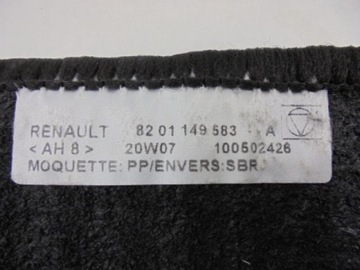 RENAULT 82 01 149 583 - A
< AH 8 > 20W07 100502426
MOQUETTE: PP/ENVERS:SBR